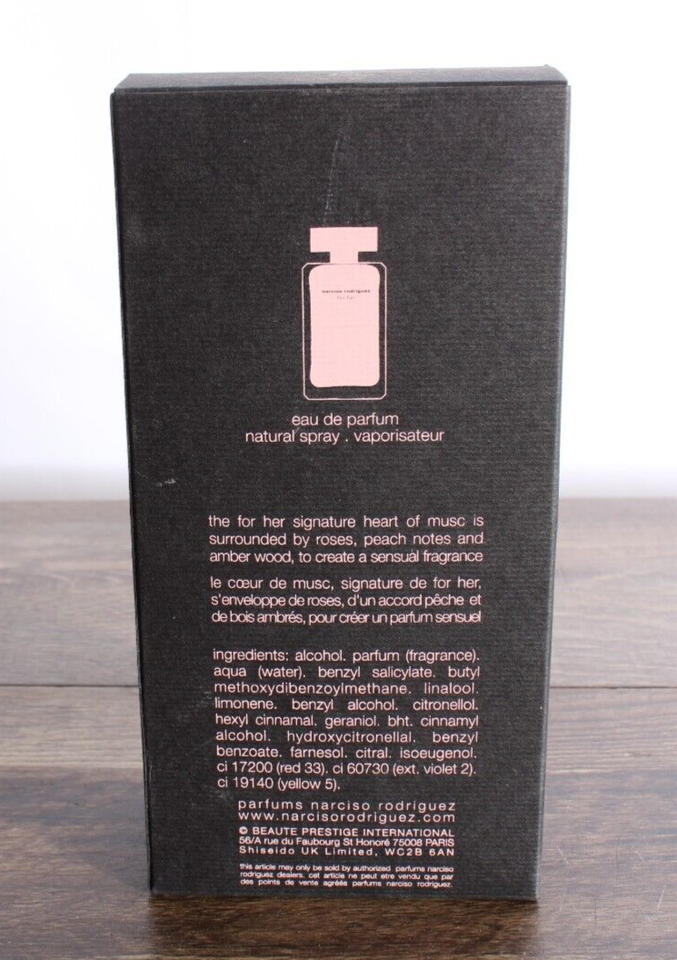 narciso rodriguez
for her
eau de parfum
natural spray . vaporisateur
the for her signature heart of musc is
surrounded by roses, peach notes and
amber wood, to create a sensual fragrance
le cœur de musc, signature de for her,
s'enveloppe de roses, d'un accord pêche et
de bois ambrés, pour créer un parfum sensuel
ingredients: alcohol. parfum (fragrance).
aqua (water). benzyl salicylate. butyl
methoxydibenzoylmethane. linalool.
limonene. benzyl alcohol. citronellol.
hexyl cinnamal. geraniol. bht. cinnamyl
alcohol. hydroxycitronellal. benzyl
benzoate. farnesol. citral. isoeugenol.
ci 17200 (red 33). ci 60730 (ext. violet 2).
ci 19140 (yellow 5).
parfums narciso rodriguez
www.narcisorodriguez.com
© BEAUTE PRESTIGE INTERNATIONAL
56/A rue du Faubourg St Honoré 75008 PARIS
Shiseido UK Limited, WC2B 6AN
this article may only be sold by authorized parfums narciso
rodriguez dealers. cet article ne peut etre vendu que par
des points de vente agréés parfums narciso rodriguez.